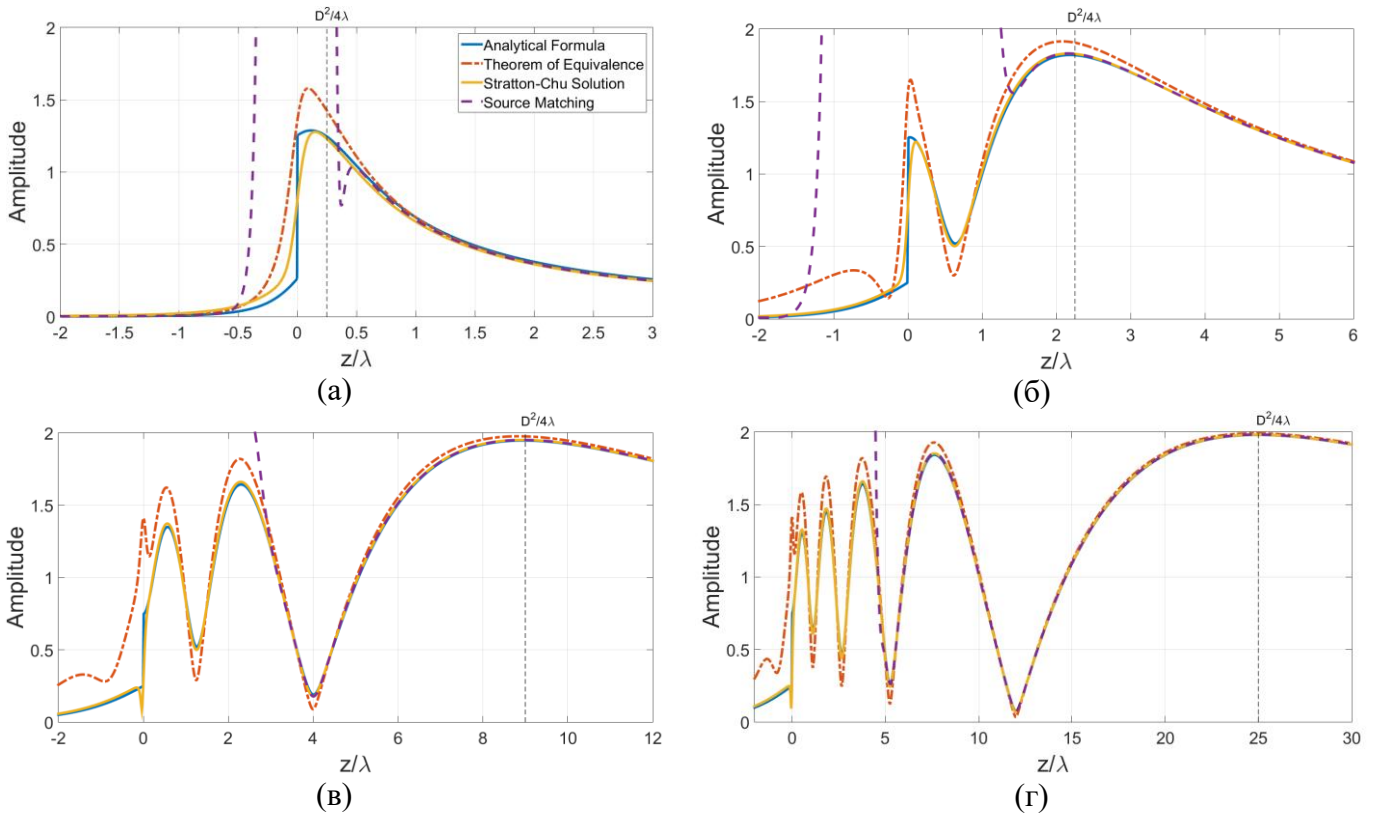 D²/4λ
2
1.5
1
0.5
0
Amplitude
Analytical Formula
Theorem of Equivalence
Stratton-Chu Solution
Source Matching
-2 -1.5 -1 -0.5 0 0.5 1 1.5 2 2.5 3
z/λ
(а)
D²/4λ
2
1.5
1
0.5
0
Amplitude
-2 -1 0 1 2 3 4 5 6
z/λ
(б)
D²/4λ
2
1.5
1
0.5
0
Amplitude
-2 0 2 4 6 8 10 12
z/λ
(в)
D²/4λ
2
1.5
1
0.5
0
Amplitude
0 5 10 15 20 25 30
z/λ
(г)